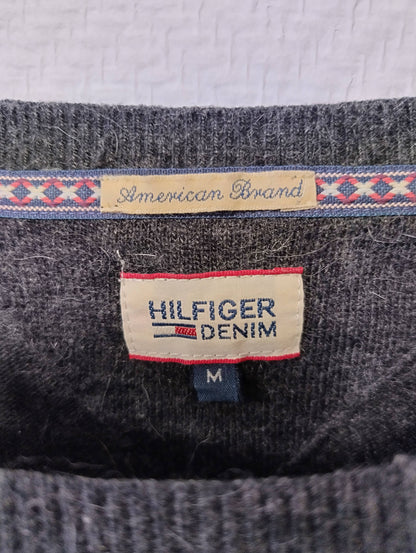 American Brand
HILFIGER
DENIM
M